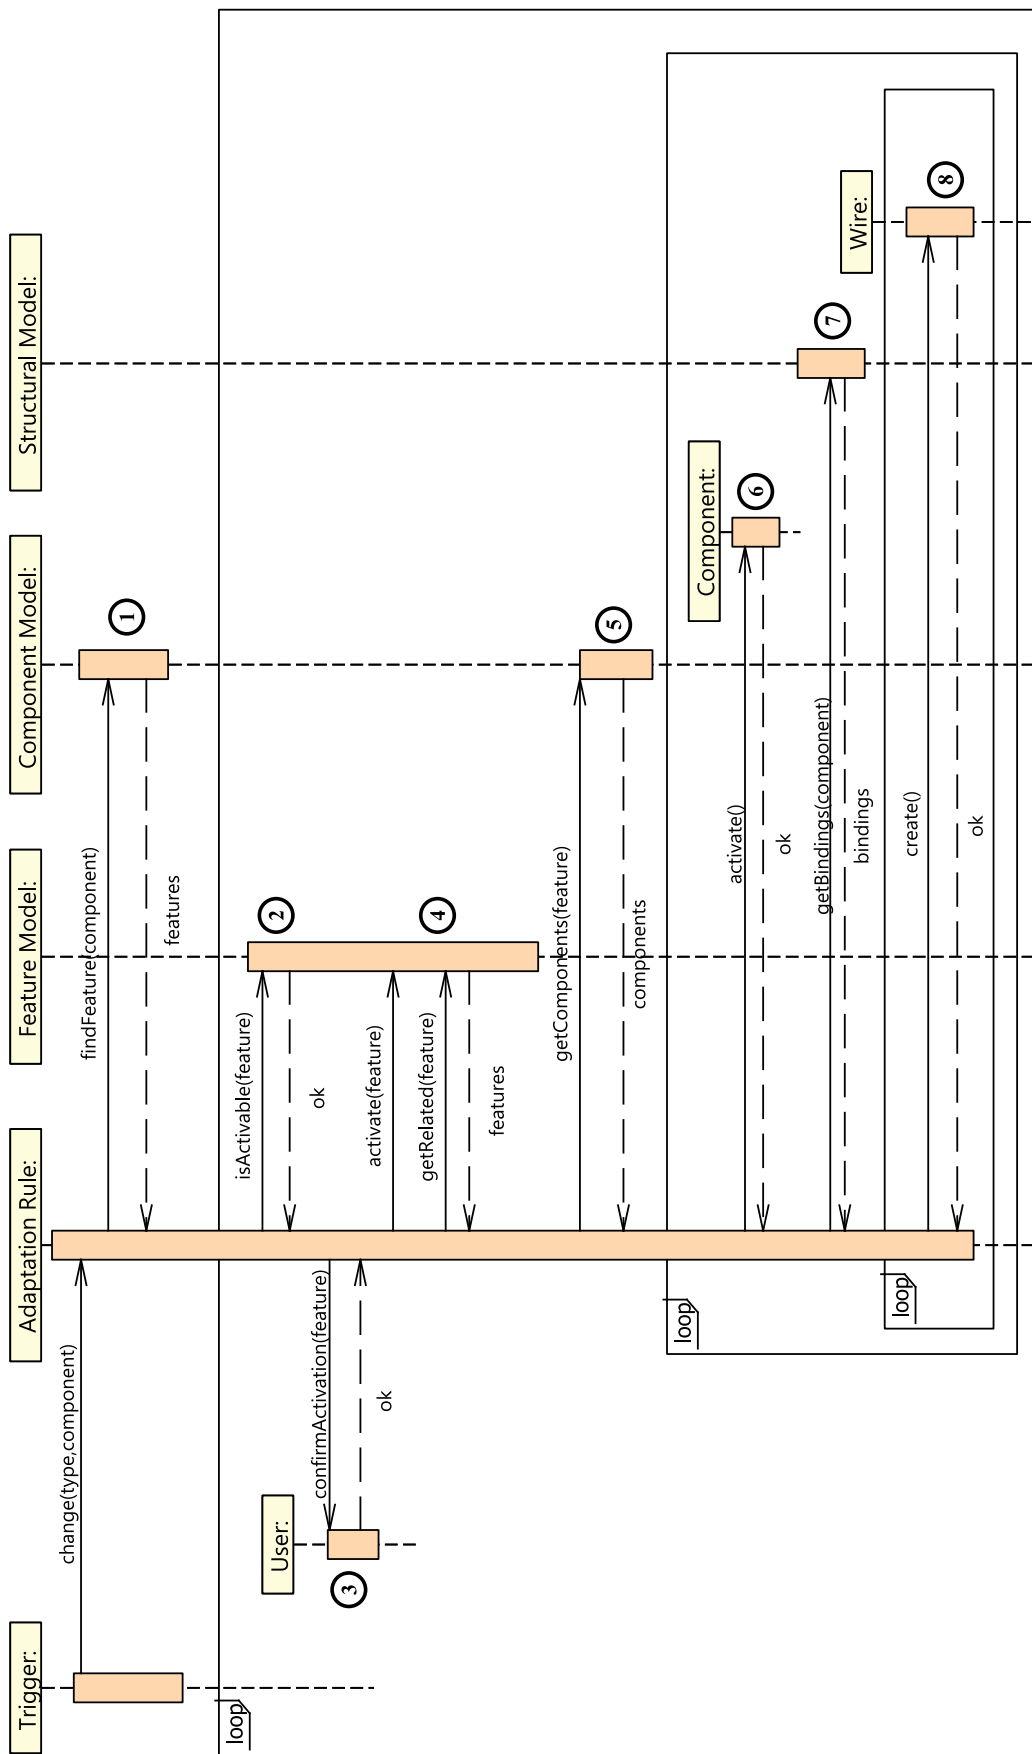 Trigger:
User:
Adaptation Rule:
Feature Model:
Component Model:
Component:
Structural Model:
Wire:
change(type,component)
findFeature(component)
1
features
loop
isActivable(feature)
2
ok
confirmActivation(feature)
3
ok
activate(feature)
4
getRelated(feature)
features
getComponents(feature)
5
components
loop
activate()
6
ok
getBindings(component)
7
bindings
loop
create()
8
ok